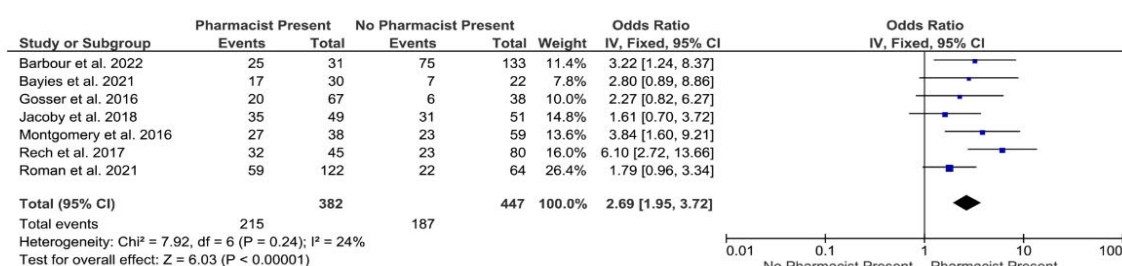 Pharmacist Present No Pharmacist Present Odds Ratio Odds Ratio
Study or Subgroup Events Total Events Total Weight IV, Fixed, 95% CI IV, Fixed, 95% CI
Barbour et al. 2022 25 31 75 133 11.4% 3.22 [1.24, 8.37]
Bayies et al. 2021 17 30 7 22 7.8% 2.80 [0.89, 8.86]
Gosser et al. 2016 20 67 6 38 10.0% 2.27 [0.82, 6.27]
Jacoby et al. 2018 35 49 31 51 14.8% 1.61 [0.70, 3.72]
Montgomery et al. 2016 27 38 23 59 13.6% 3.84 [1.60, 9.21]
Rech et al. 2017 32 45 23 80 16.0% 6.10 [2.72, 13.66]
Roman et al. 2021 59 122 22 64 26.4% 1.79 [0.96, 3.34]
Total (95% CI) 382 447 100.0% 2.69 [1.95, 3.72]
Total events 215 187
Heterogeneity: Chi² = 7.92, df = 6 (P = 0.24); I² = 24%
Test for overall effect: Z = 6.03 (P < 0.00001)
0.01 0.1 1 10 100
No Pharmacist Present Pharmacist Present